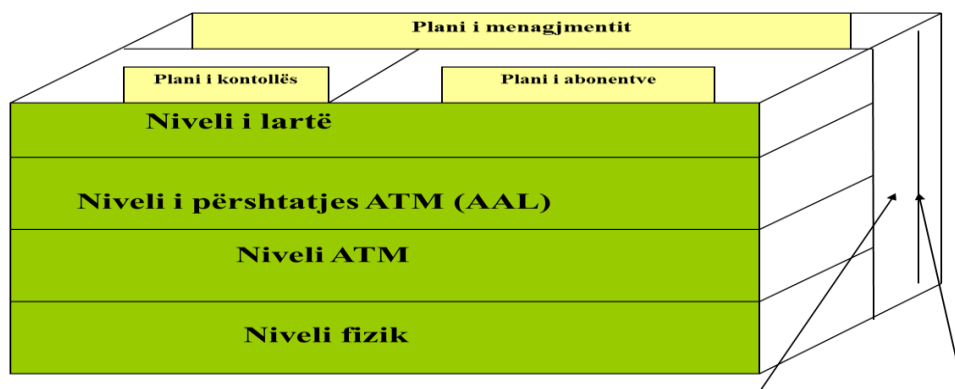 Plani i menagjmentit
Plani i kontollës
Plani i abonentve
Niveli i lartë
Niveli i përshtatjes ATM (AAL)
Niveli ATM
Niveli fizik